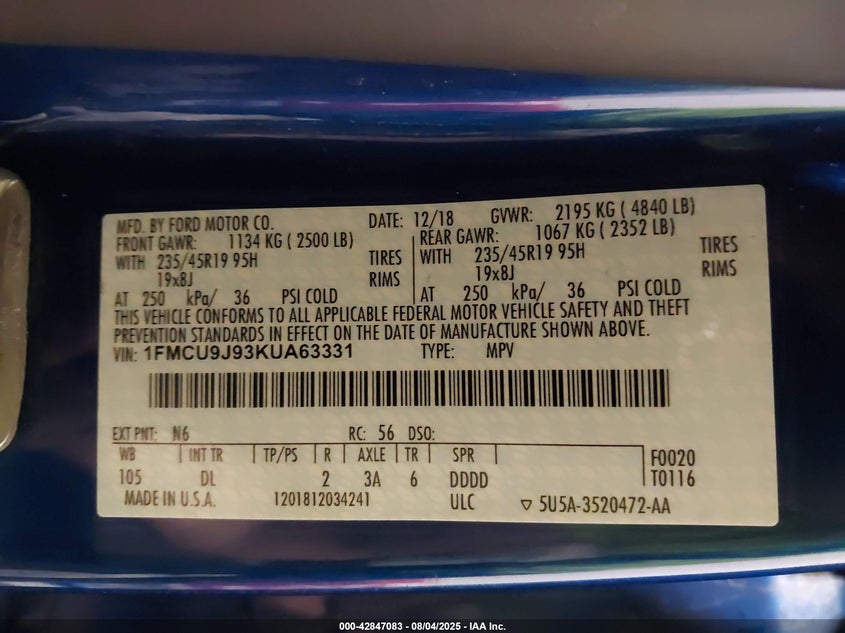 MFD. BY FORD MOTOR CO. DATE: 12/18 GVWR: 2195 KG ( 4840 LB)
FRONT GAWR: 1134 KG ( 2500 LB) REAR GAWR: 1067 KG ( 2352 LB)
WITH 235/45R19 95H TIRES WITH 235/45R19 95H TIRES
19x8J RIMS 19x8J RIMS
AT 250 kPa/ 36 PSI COLD AT 250 kPa/ 36 PSI COLD
THIS VEHICLE CONFORMS TO ALL APPLICABLE FEDERAL MOTOR VEHICLE SAFETY AND THEFT
PREVENTION STANDARDS IN EFFECT ON THE DATE OF MANUFACTURE SHOWN ABOVE.
VIN: 1FMCU9J93KUA63331 TYPE: MPV
EXT PNT: N6 RC: 56 DSO:
WB INT TR TP/PS R AXLE TR SPR F0020
105 DL 2 3A 6 DDDD T0116
MADE IN U.S.A. 1201812034241 ULC ▽ 5U5A-3520472-AA
000-42847083 - 08/04/2025 - IAA Inc.